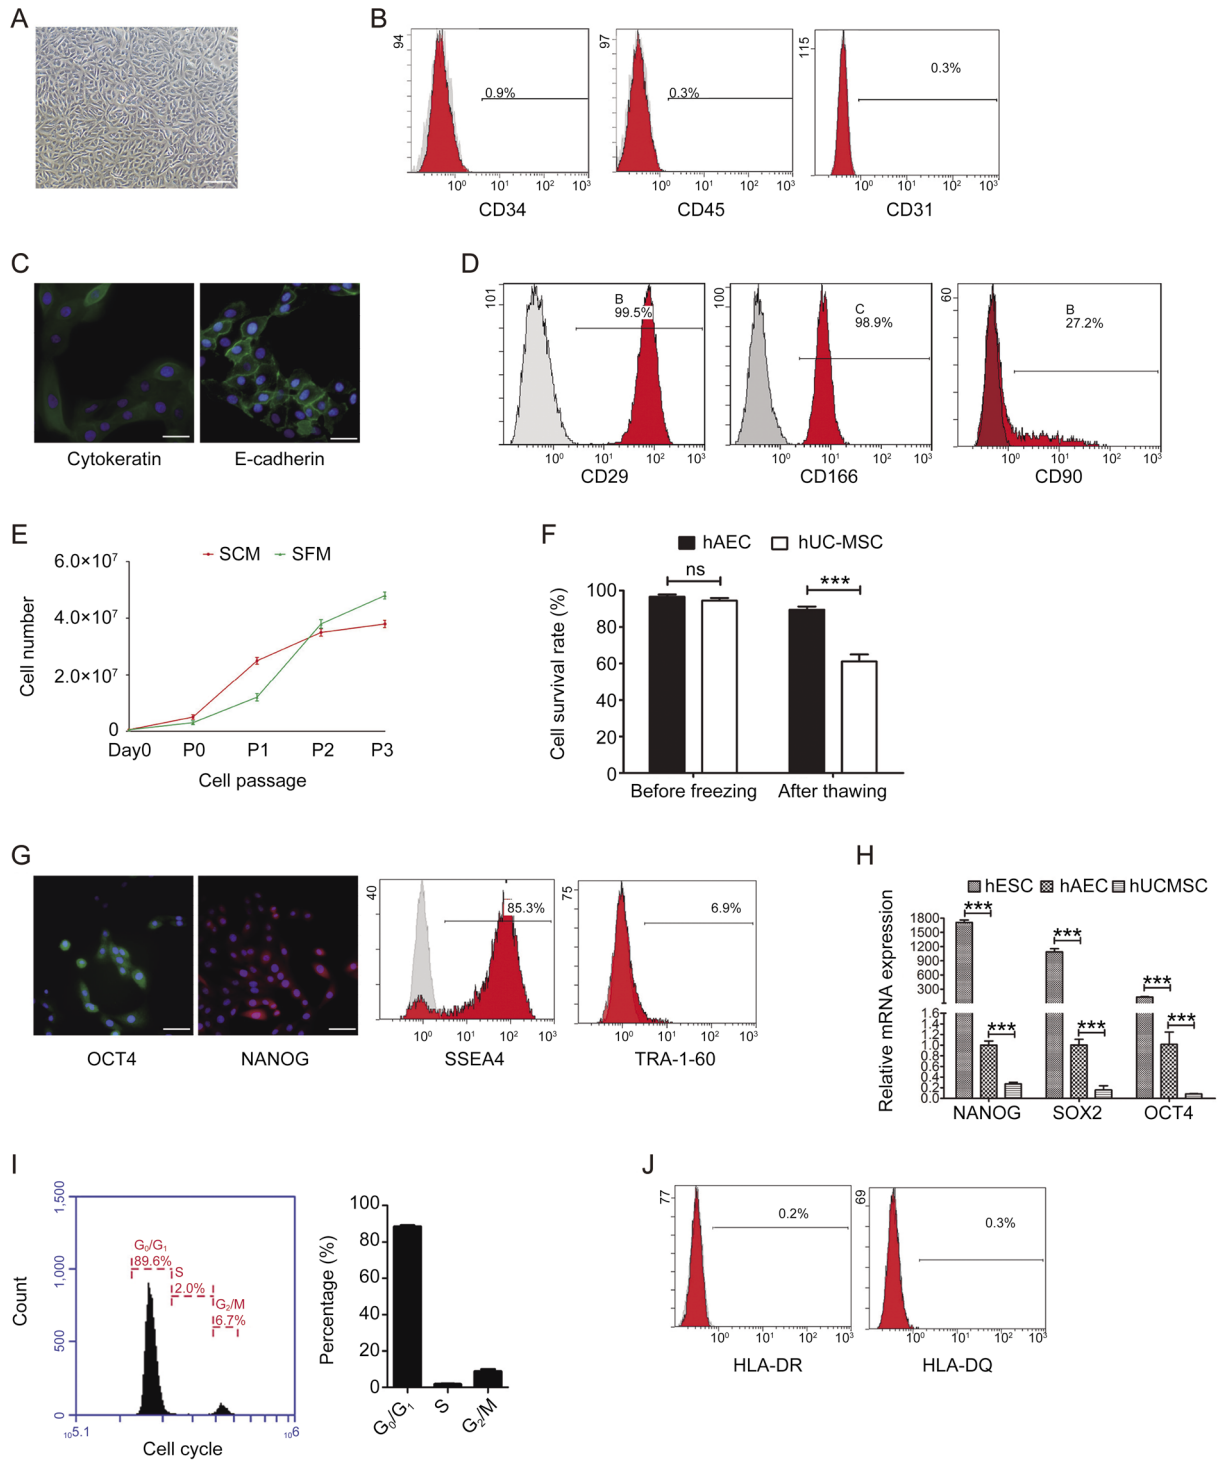 A
B
94
0.9%
10⁰ 10¹ 10² 10³
CD34
97
0.3%
10⁰ 10¹ 10² 10³
CD45
115
0.3%
10⁰ 10¹ 10² 10³
CD31
C
Cytokeratin
E-cadherin
D
101
B
99.5%
10⁰ 10¹ 10² 10³
CD29
100
C
98.9%
10⁰ 10¹ 10² 10³
CD166
60
B
27.2%
10⁰ 10¹ 10² 10³
CD90
E
SCM SFM
6.0×10⁷
4.0×10⁷
2.0×10⁷
0
Cell number
Day0 P0 P1 P2 P3
Cell passage
F
hAEC hUC-MSC
ns
***
100
80
60
40
20
0
Cell survival rate (%)
Before freezing After thawing
G
OCT4
NANOG
40
85.3%
10⁰ 10¹ 10² 10³
SSEA4
75
6.9%
10⁰ 10¹ 10² 10³
TRA-1-60
H
hESC hAEC hUCMSC
Relative mRNA expression
1800
1500
1200
900
600
300
1.6
1.4
1.2
1.0
0.8
0.6
0.4
0.2
0.0
*** *** ***
*** *** ***
NANOG SOX2 OCT4
I
1,500
1,000
500
0
Count
G₀/G₁
89.6%
S
2.0%
G₂/M
6.7%
10^5.1 10^6
Cell cycle
100
80
60
40
20
0
Percentage (%)
G₀/G₁ S G₂/M
J
77
0.2%
10⁰ 10¹ 10² 10³
HLA-DR
69
0.3%
10⁰ 10¹ 10² 10³
HLA-DQ